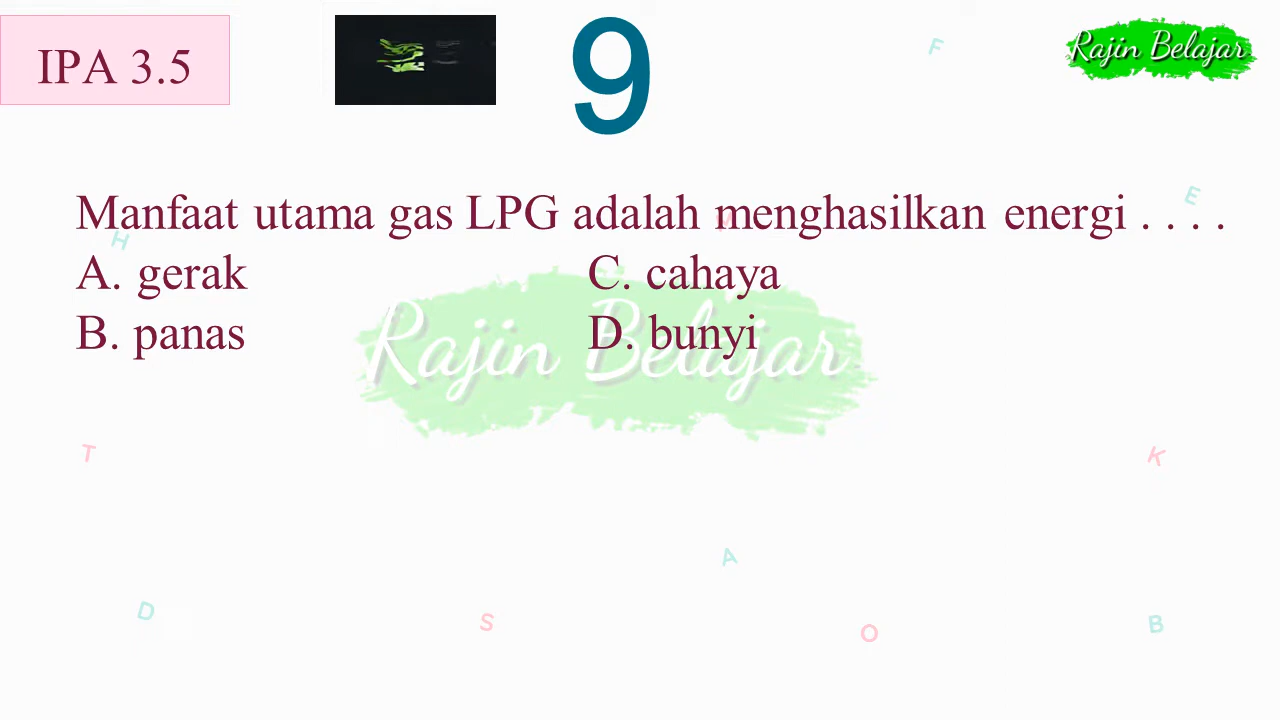 IPA 3.5
9
Rajin Belajar
Manfaat utama gas LPG adalah menghasilkan energi . . . .
A. gerak
C. cahaya
B. panas
D. bunyi
Rajin Belajar
F
E
H
T
K
A
D
S
O
B